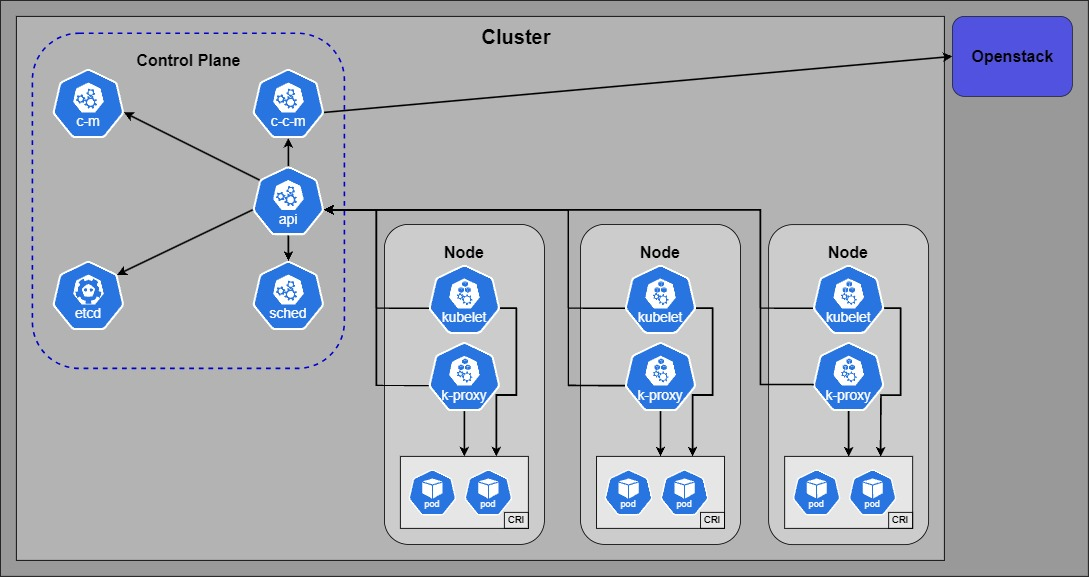 Cluster
Openstack
Control Plane
c-m
c-c-m
api
etcd
sched
Node
kubelet
k-proxy
pod
pod
CRI
Node
kubelet
k-proxy
pod
pod
CRI
Node
kubelet
k-proxy
pod
pod
CRI